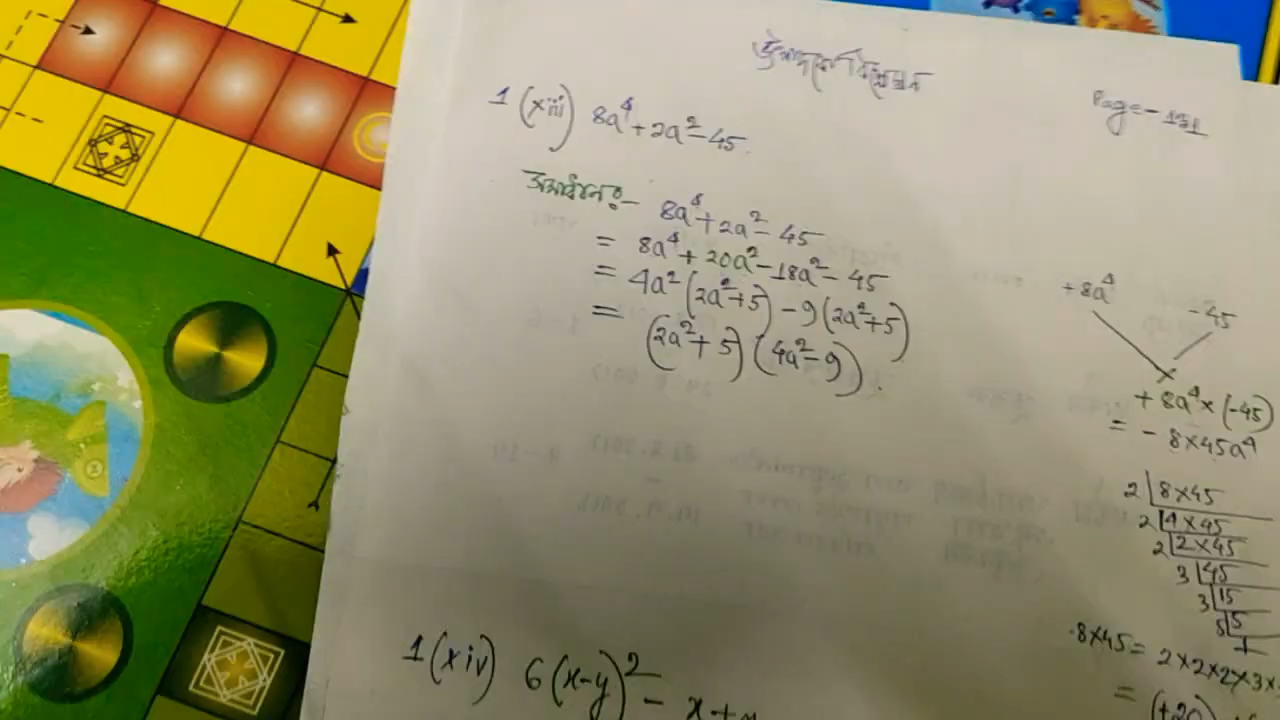 উৎপাদকে বিশ্লেষণ
Page - 131
1 (xiii) 8a⁴ + 2a² - 45
সমাধান :-
8a⁴ + 2a² - 45
= 8a⁴ + 20a² - 18a² - 45
= 4a² (2a² + 5) - 9 (2a² + 5)
= (2a² + 5) (4a² - 9).
+ 8a⁴
- 45
+ 8a⁴ × (-45)
= - 8 × 45a⁴
2 | 8 × 45
2 | 4 × 45
2 | 2 × 45
3 | 45
3 | 15
5 | 5
1
8 × 45 = 2 × 2 × 2 × 3 ×
= (+20)
1 (xiv) 6 (x - y)² - x + y